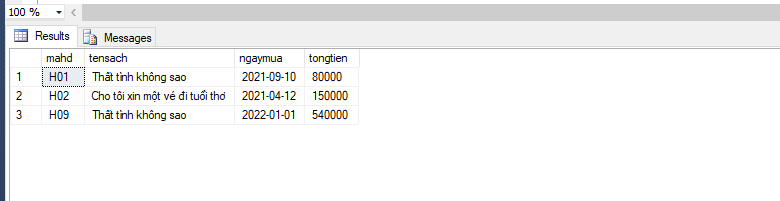 100 %
Results Messages
mahd tensach ngaymua tongtien
1 H01 Thất tình không sao 2021-09-10 80000
2 H02 Cho tôi xin một vé đi tuổi thơ 2021-04-12 150000
3 H09 Thất tình không sao 2022-01-01 540000